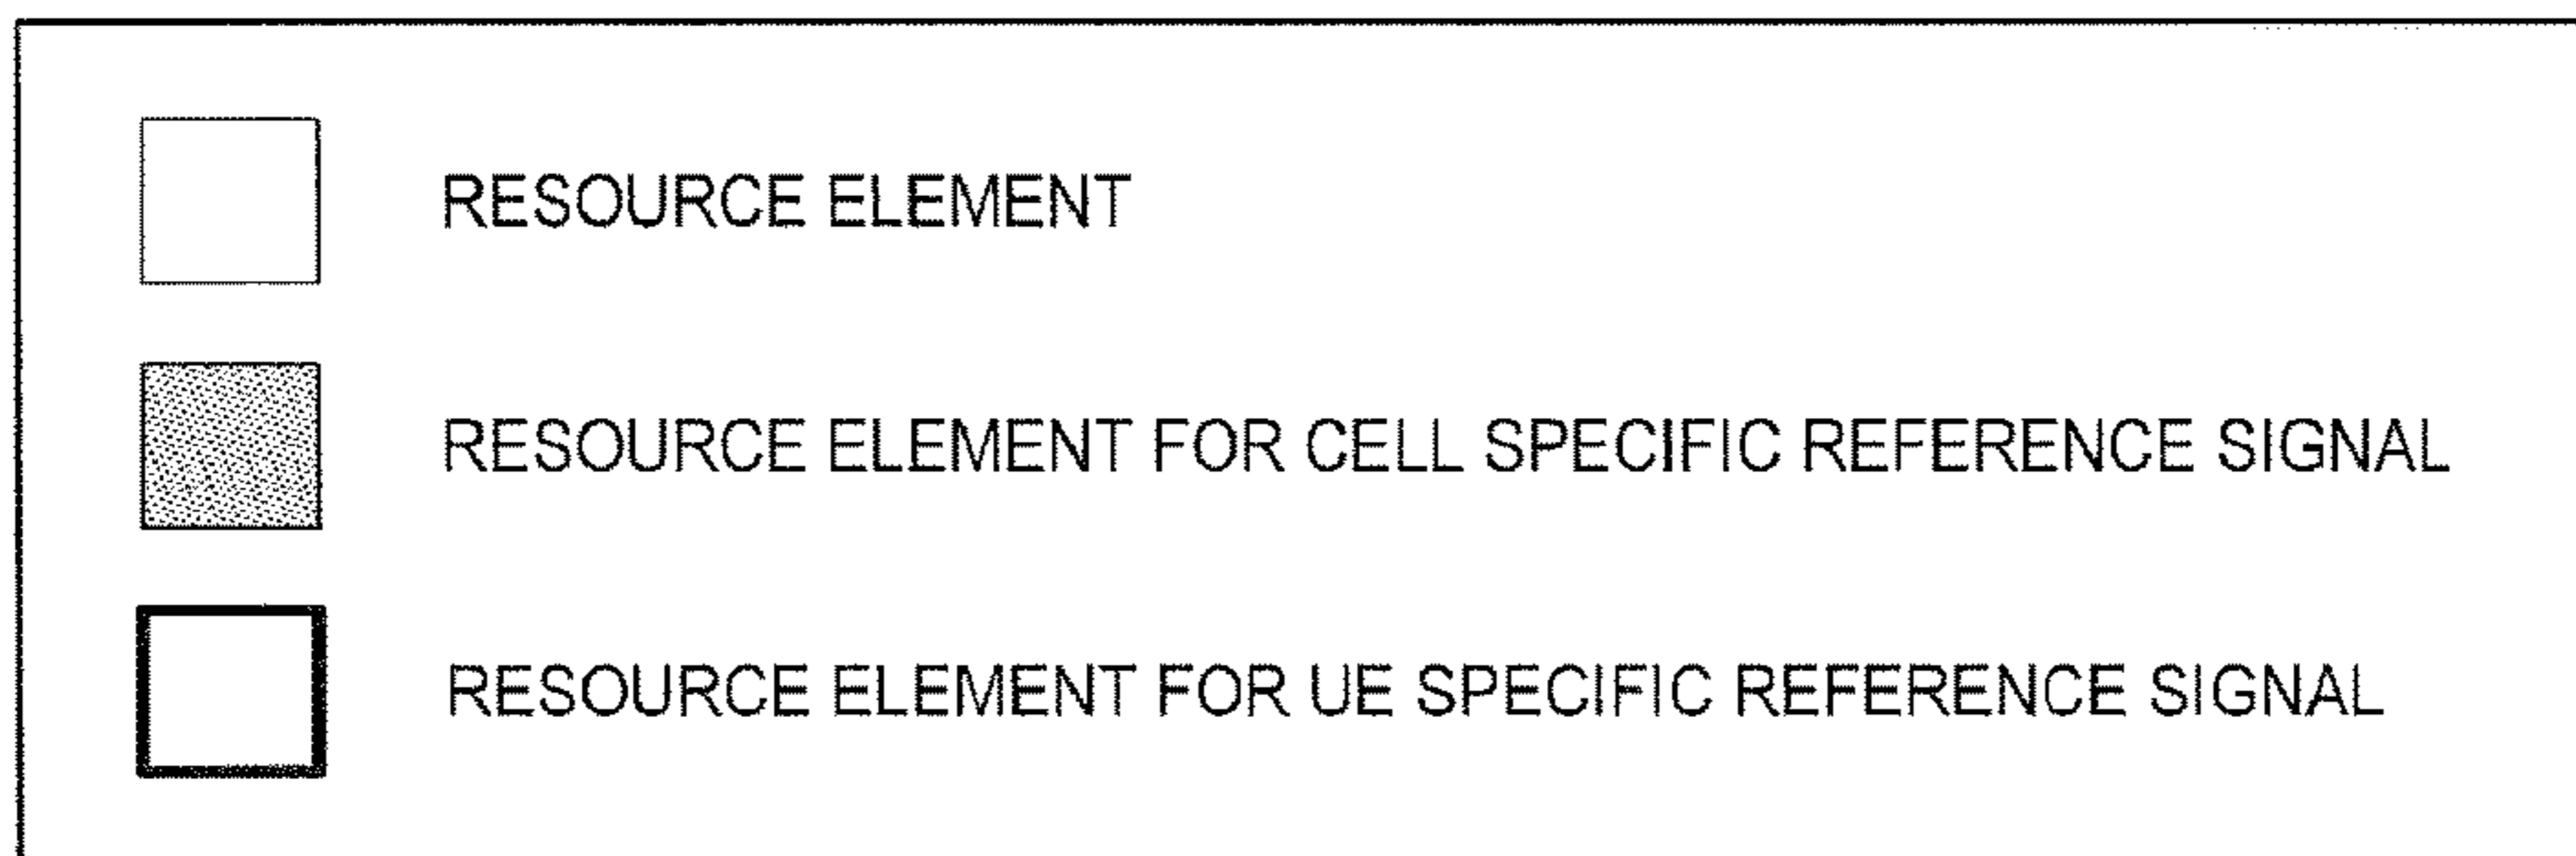 RESOURCE ELEMENT
RESOURCE ELEMENT FOR CELL SPECIFIC REFERENCE SIGNAL
RESOURCE ELEMENT FOR UE SPECIFIC REFERENCE SIGNAL